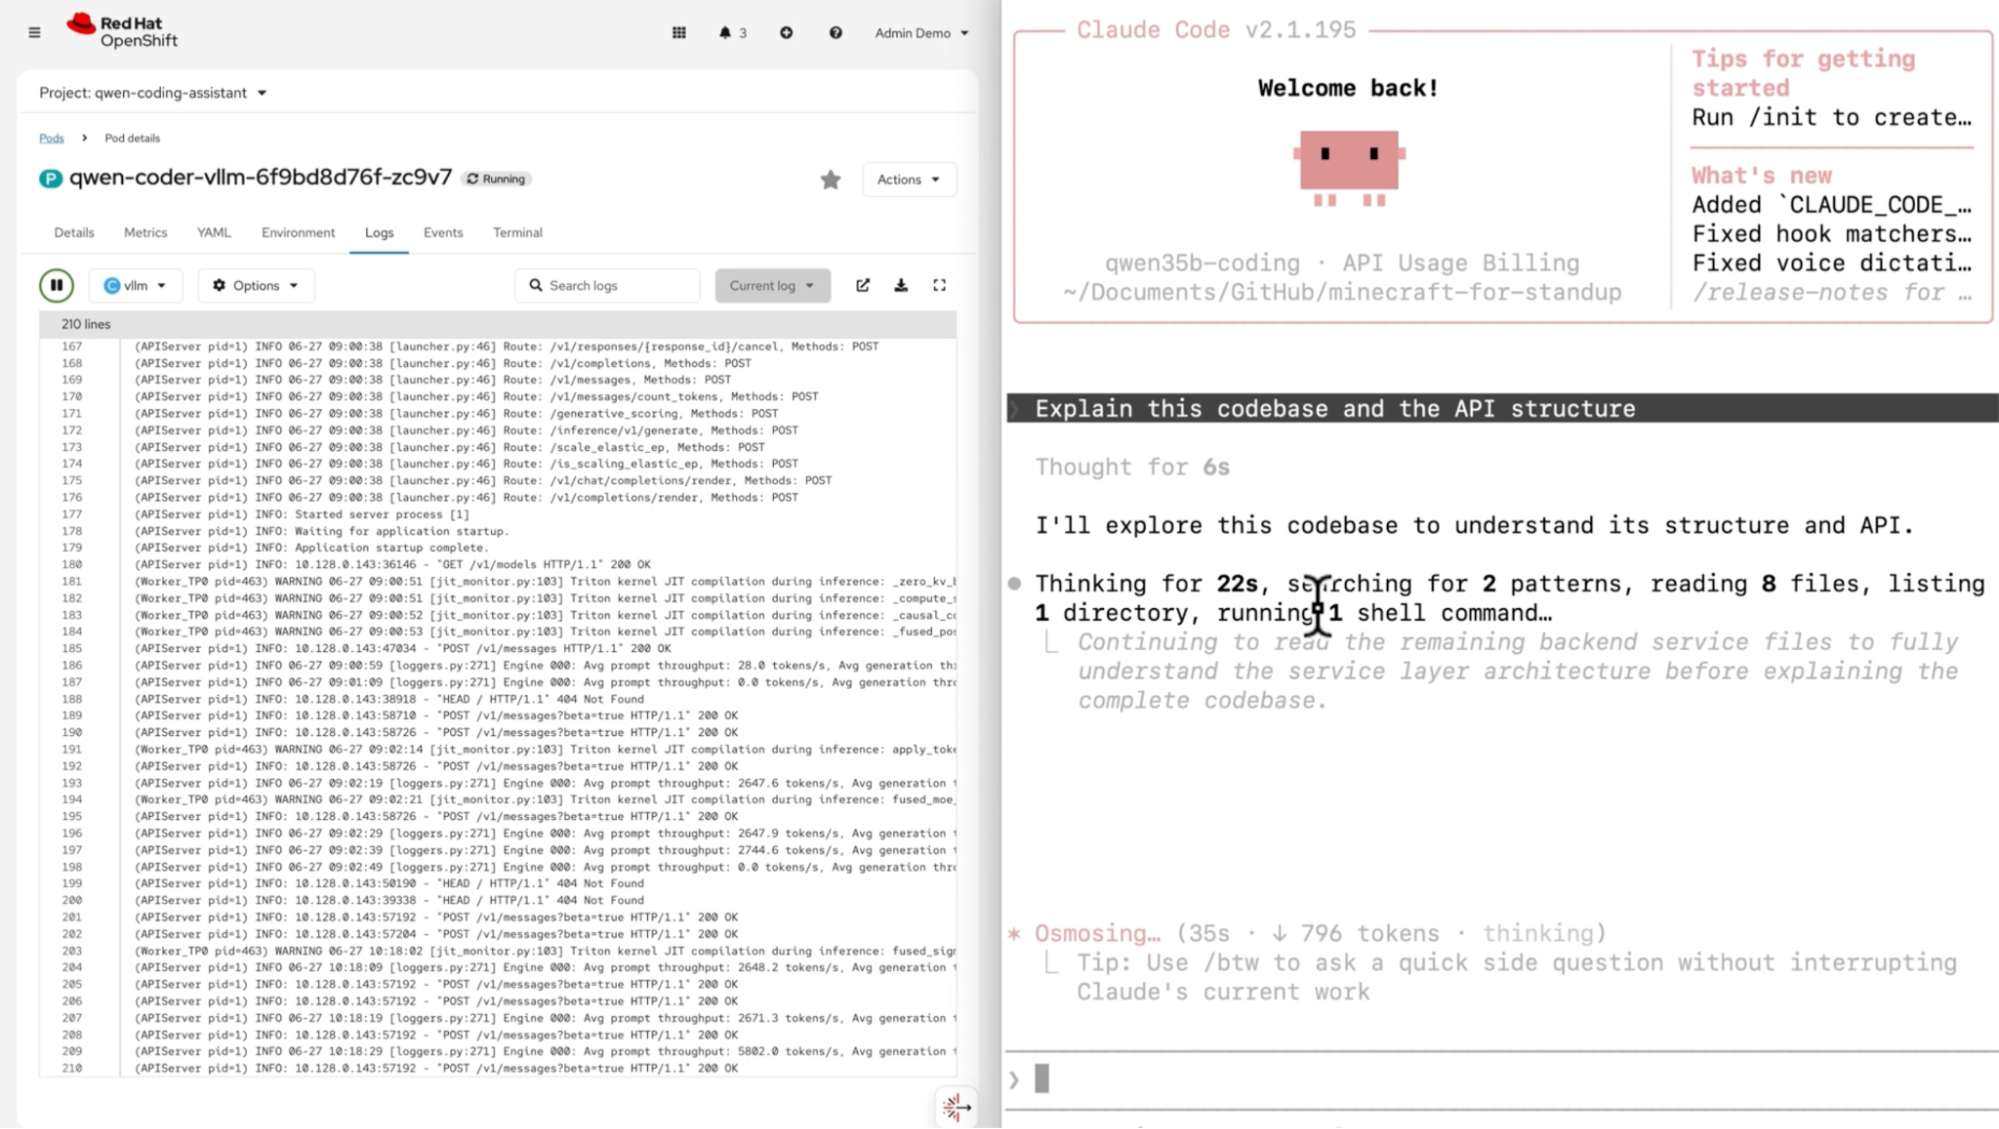 Red Hat
OpenShift
3
Admin Demo
Project: qwen-coding-assistant
Pods
Pod details
P qwen-coder-vllm-6f9bd8d76f-zc9v7 Running
Actions
Details Metrics YAML Environment Logs Events Terminal
C vllm
Options
Search logs
Current log
210 lines
167 (APIServer pid=1) INFO 06-27 09:00:38 [launcher.py:46] Route: /v1/responses/{response_id}/cancel, Methods: POST
168 (APIServer pid=1) INFO 06-27 09:00:38 [launcher.py:46] Route: /v1/completions, Methods: POST
169 (APIServer pid=1) INFO 06-27 09:00:38 [launcher.py:46] Route: /v1/messages, Methods: POST
170 (APIServer pid=1) INFO 06-27 09:00:38 [launcher.py:46] Route: /v1/messages/count_tokens, Methods: POST
171 (APIServer pid=1) INFO 06-27 09:00:38 [launcher.py:46] Route: /generative_scoring, Methods: POST
172 (APIServer pid=1) INFO 06-27 09:00:38 [launcher.py:46] Route: /inference/v1/generate, Methods: POST
173 (APIServer pid=1) INFO 06-27 09:00:38 [launcher.py:46] Route: /scale_elastic_ep, Methods: POST
174 (APIServer pid=1) INFO 06-27 09:00:38 [launcher.py:46] Route: /is_scaling_elastic_ep, Methods: POST
175 (APIServer pid=1) INFO 06-27 09:00:38 [launcher.py:46] Route: /v1/chat/completions/render, Methods: POST
176 (APIServer pid=1) INFO 06-27 09:00:38 [launcher.py:46] Route: /v1/completions/render, Methods: POST
177 (APIServer pid=1) INFO: Started server process [1]
178 (APIServer pid=1) INFO: Waiting for application startup.
179 (APIServer pid=1) INFO: Application startup complete.
180 (APIServer pid=1) INFO: 10.128.0.143:36146 - "GET /v1/models HTTP/1.1" 200 OK
181 (Worker_TP0 pid=463) WARNING 06-27 09:00:51 [jit_monitor.py:103] Triton kernel JIT compilation during inference: _zero_kv_b
182 (Worker_TP0 pid=463) WARNING 06-27 09:00:51 [jit_monitor.py:103] Triton kernel JIT compilation during inference: _compute_s
183 (Worker_TP0 pid=463) WARNING 06-27 09:00:52 [jit_monitor.py:103] Triton kernel JIT compilation during inference: _causal_co
184 (Worker_TP0 pid=463) WARNING 06-27 09:00:53 [jit_monitor.py:103] Triton kernel JIT compilation during inference: _fused_pos
185 (APIServer pid=1) INFO: 10.128.0.143:47034 - "POST /v1/messages HTTP/1.1" 200 OK
186 (APIServer pid=1) INFO 06-27 09:00:59 [loggers.py:271] Engine 000: Avg prompt throughput: 28.0 tokens/s, Avg generation th
187 (APIServer pid=1) INFO 06-27 09:01:09 [loggers.py:271] Engine 000: Avg prompt throughput: 0.0 tokens/s, Avg generation thro
188 (APIServer pid=1) INFO: 10.128.0.143:38918 - "HEAD / HTTP/1.1" 404 Not Found
189 (APIServer pid=1) INFO: 10.128.0.143:58710 - "POST /v1/messages?beta=true HTTP/1.1" 200 OK
190 (APIServer pid=1) INFO: 10.128.0.143:58726 - "POST /v1/messages?beta=true HTTP/1.1" 200 OK
191 (Worker_TP0 pid=463) WARNING 06-27 09:02:14 [jit_monitor.py:103] Triton kernel JIT compilation during inference: apply_toke
192 (APIServer pid=1) INFO: 10.128.0.143:58726 - "POST /v1/messages?beta=true HTTP/1.1" 200 OK
193 (APIServer pid=1) INFO 06-27 09:02:19 [loggers.py:271] Engine 000: Avg prompt throughput: 2647.6 tokens/s, Avg generation t
194 (Worker_TP0 pid=463) WARNING 06-27 09:02:21 [jit_monitor.py:103] Triton kernel JIT compilation during inference: fused_moe_
195 (APIServer pid=1) INFO: 10.128.0.143:58726 - "POST /v1/messages?beta=true HTTP/1.1" 200 OK
196 (APIServer pid=1) INFO 06-27 09:02:29 [loggers.py:271] Engine 000: Avg prompt throughput: 2647.9 tokens/s, Avg generation t
197 (APIServer pid=1) INFO 06-27 09:02:39 [loggers.py:271] Engine 000: Avg prompt throughput: 2744.6 tokens/s, Avg generation t
198 (APIServer pid=1) INFO 06-27 09:02:49 [loggers.py:271] Engine 000: Avg prompt throughput: 0.0 tokens/s, Avg generation thro
199 (APIServer pid=1) INFO: 10.128.0.143:50190 - "HEAD / HTTP/1.1" 404 Not Found
200 (APIServer pid=1) INFO: 10.128.0.143:39338 - "HEAD / HTTP/1.1" 404 Not Found
201 (APIServer pid=1) INFO: 10.128.0.143:57192 - "POST /v1/messages?beta=true HTTP/1.1" 200 OK
202 (APIServer pid=1) INFO: 10.128.0.143:57204 - "POST /v1/messages?beta=true HTTP/1.1" 200 OK
203 (Worker_TP0 pid=463) WARNING 06-27 10:18:02 [jit_monitor.py:103] Triton kernel JIT compilation during inference: fused_sig
204 (APIServer pid=1) INFO 06-27 10:18:09 [loggers.py:271] Engine 000: Avg prompt throughput: 2648.2 tokens/s, Avg generation t
205 (APIServer pid=1) INFO: 10.128.0.143:57192 - "POST /v1/messages?beta=true HTTP/1.1" 200 OK
206 (APIServer pid=1) INFO: 10.128.0.143:57192 - "POST /v1/messages?beta=true HTTP/1.1" 200 OK
207 (APIServer pid=1) INFO 06-27 10:18:19 [loggers.py:271] Engine 000: Avg prompt throughput: 2671.3 tokens/s, Avg generation t
208 (APIServer pid=1) INFO: 10.128.0.143:57192 - "POST /v1/messages?beta=true HTTP/1.1" 200 OK
209 (APIServer pid=1) INFO 06-27 10:18:29 [loggers.py:271] Engine 000: Avg prompt throughput: 5802.0 tokens/s, Avg generation t
210 (APIServer pid=1) INFO: 10.128.0.143:57192 - "POST /v1/messages?beta=true HTTP/1.1" 200 OK
Claude Code v2.1.195
Welcome back!
qwen35b-coding · API Usage Billing
~/Documents/GitHub/minecraft-for-standup
Tips for getting
started
Run /init to create…
What's new
Added `CLAUDE_CODE_…
Fixed hook matchers…
Fixed voice dictati…
/release-notes for …
❯ Explain this codebase and the API structure
Thought for 6s
I'll explore this codebase to understand its structure and API.
Thinking for 22s, searching for 2 patterns, reading 8 files, listing
1 directory, running 1 shell command…
Continuing to read the remaining backend service files to fully
understand the service layer architecture before explaining the
complete codebase.
* Osmosing… (35s · ↓ 796 tokens · thinking)
Tip: Use /btw to ask a quick side question without interrupting
Claude's current work
❯